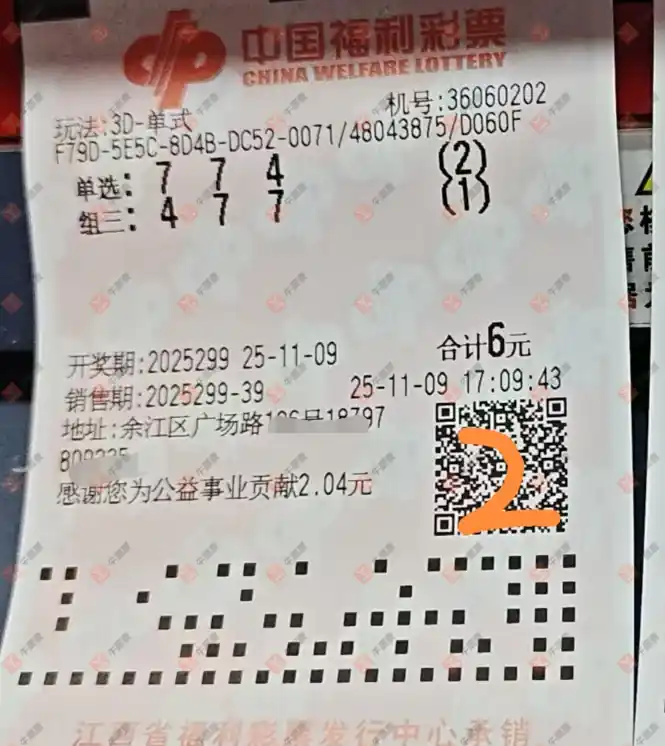 中国福利彩票
CHINA WELFARE LOTTERY
机号:36060202
玩法:3D-单式
F79D-5E5C-8D4B-DC52-0071/48043875/D060F
单选: 7 7 4 (2)
组三: 4 7 7 (1)
合计6元
开奖期:2025299 25-11-09
销售期:2025299-39 25-11-09 17:09:43
地址:余江区广场路
感谢您为公益事业贡献2.04元
2
江西省福利彩票发行中心承销